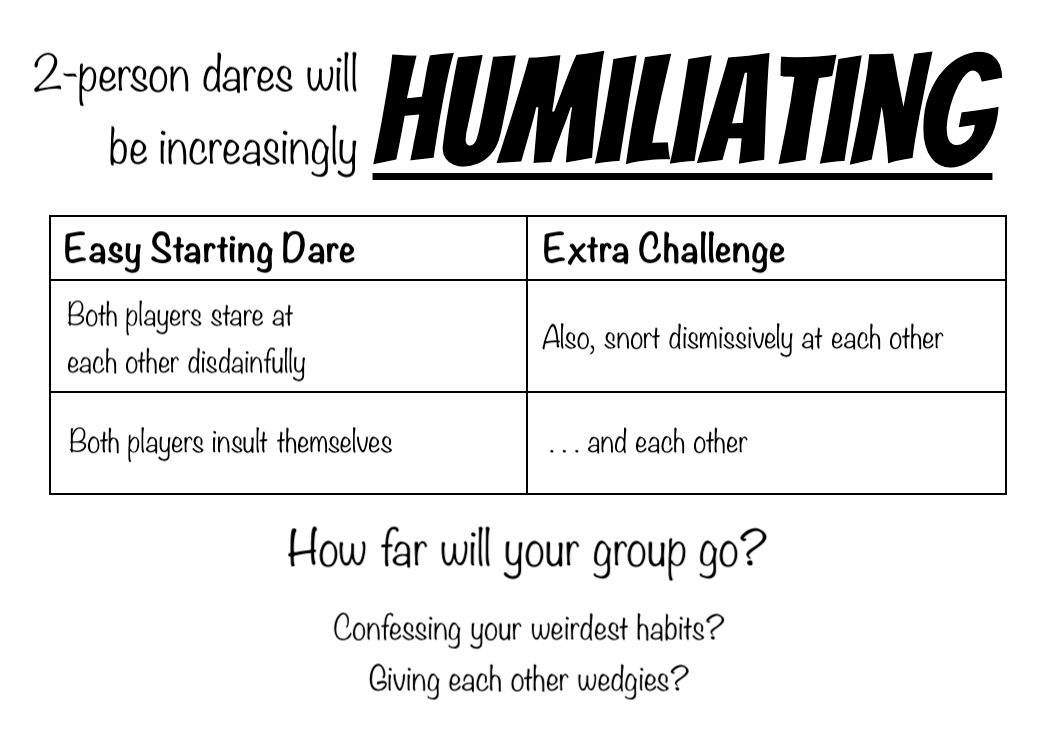 2-person dares will
be increasingly HUMILIATING
Easy Starting Dare
Extra Challenge
Both players stare at
each other disdainfully
Also, snort dismissively at each other
Both players insult themselves
. . . and each other
How far will your group go?
Confessing your weirdest habits?
Giving each other wedgies?